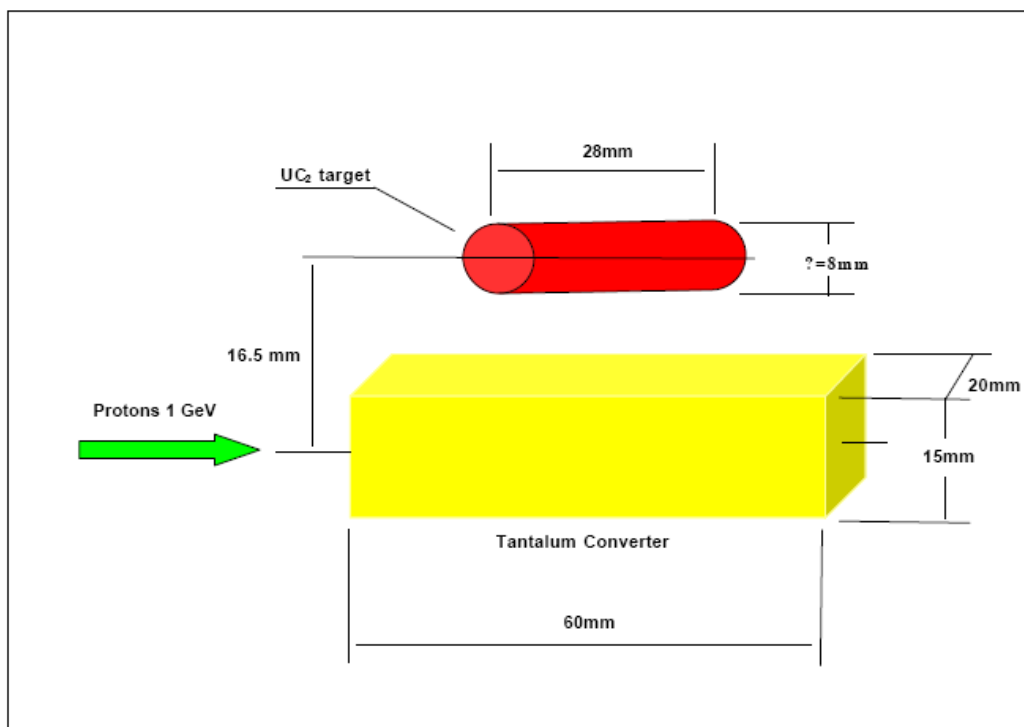 28mm
UC₂ target
?=8mm
16.5 mm
20mm
Protons 1 GeV
15mm
Tantalum Converter
60mm